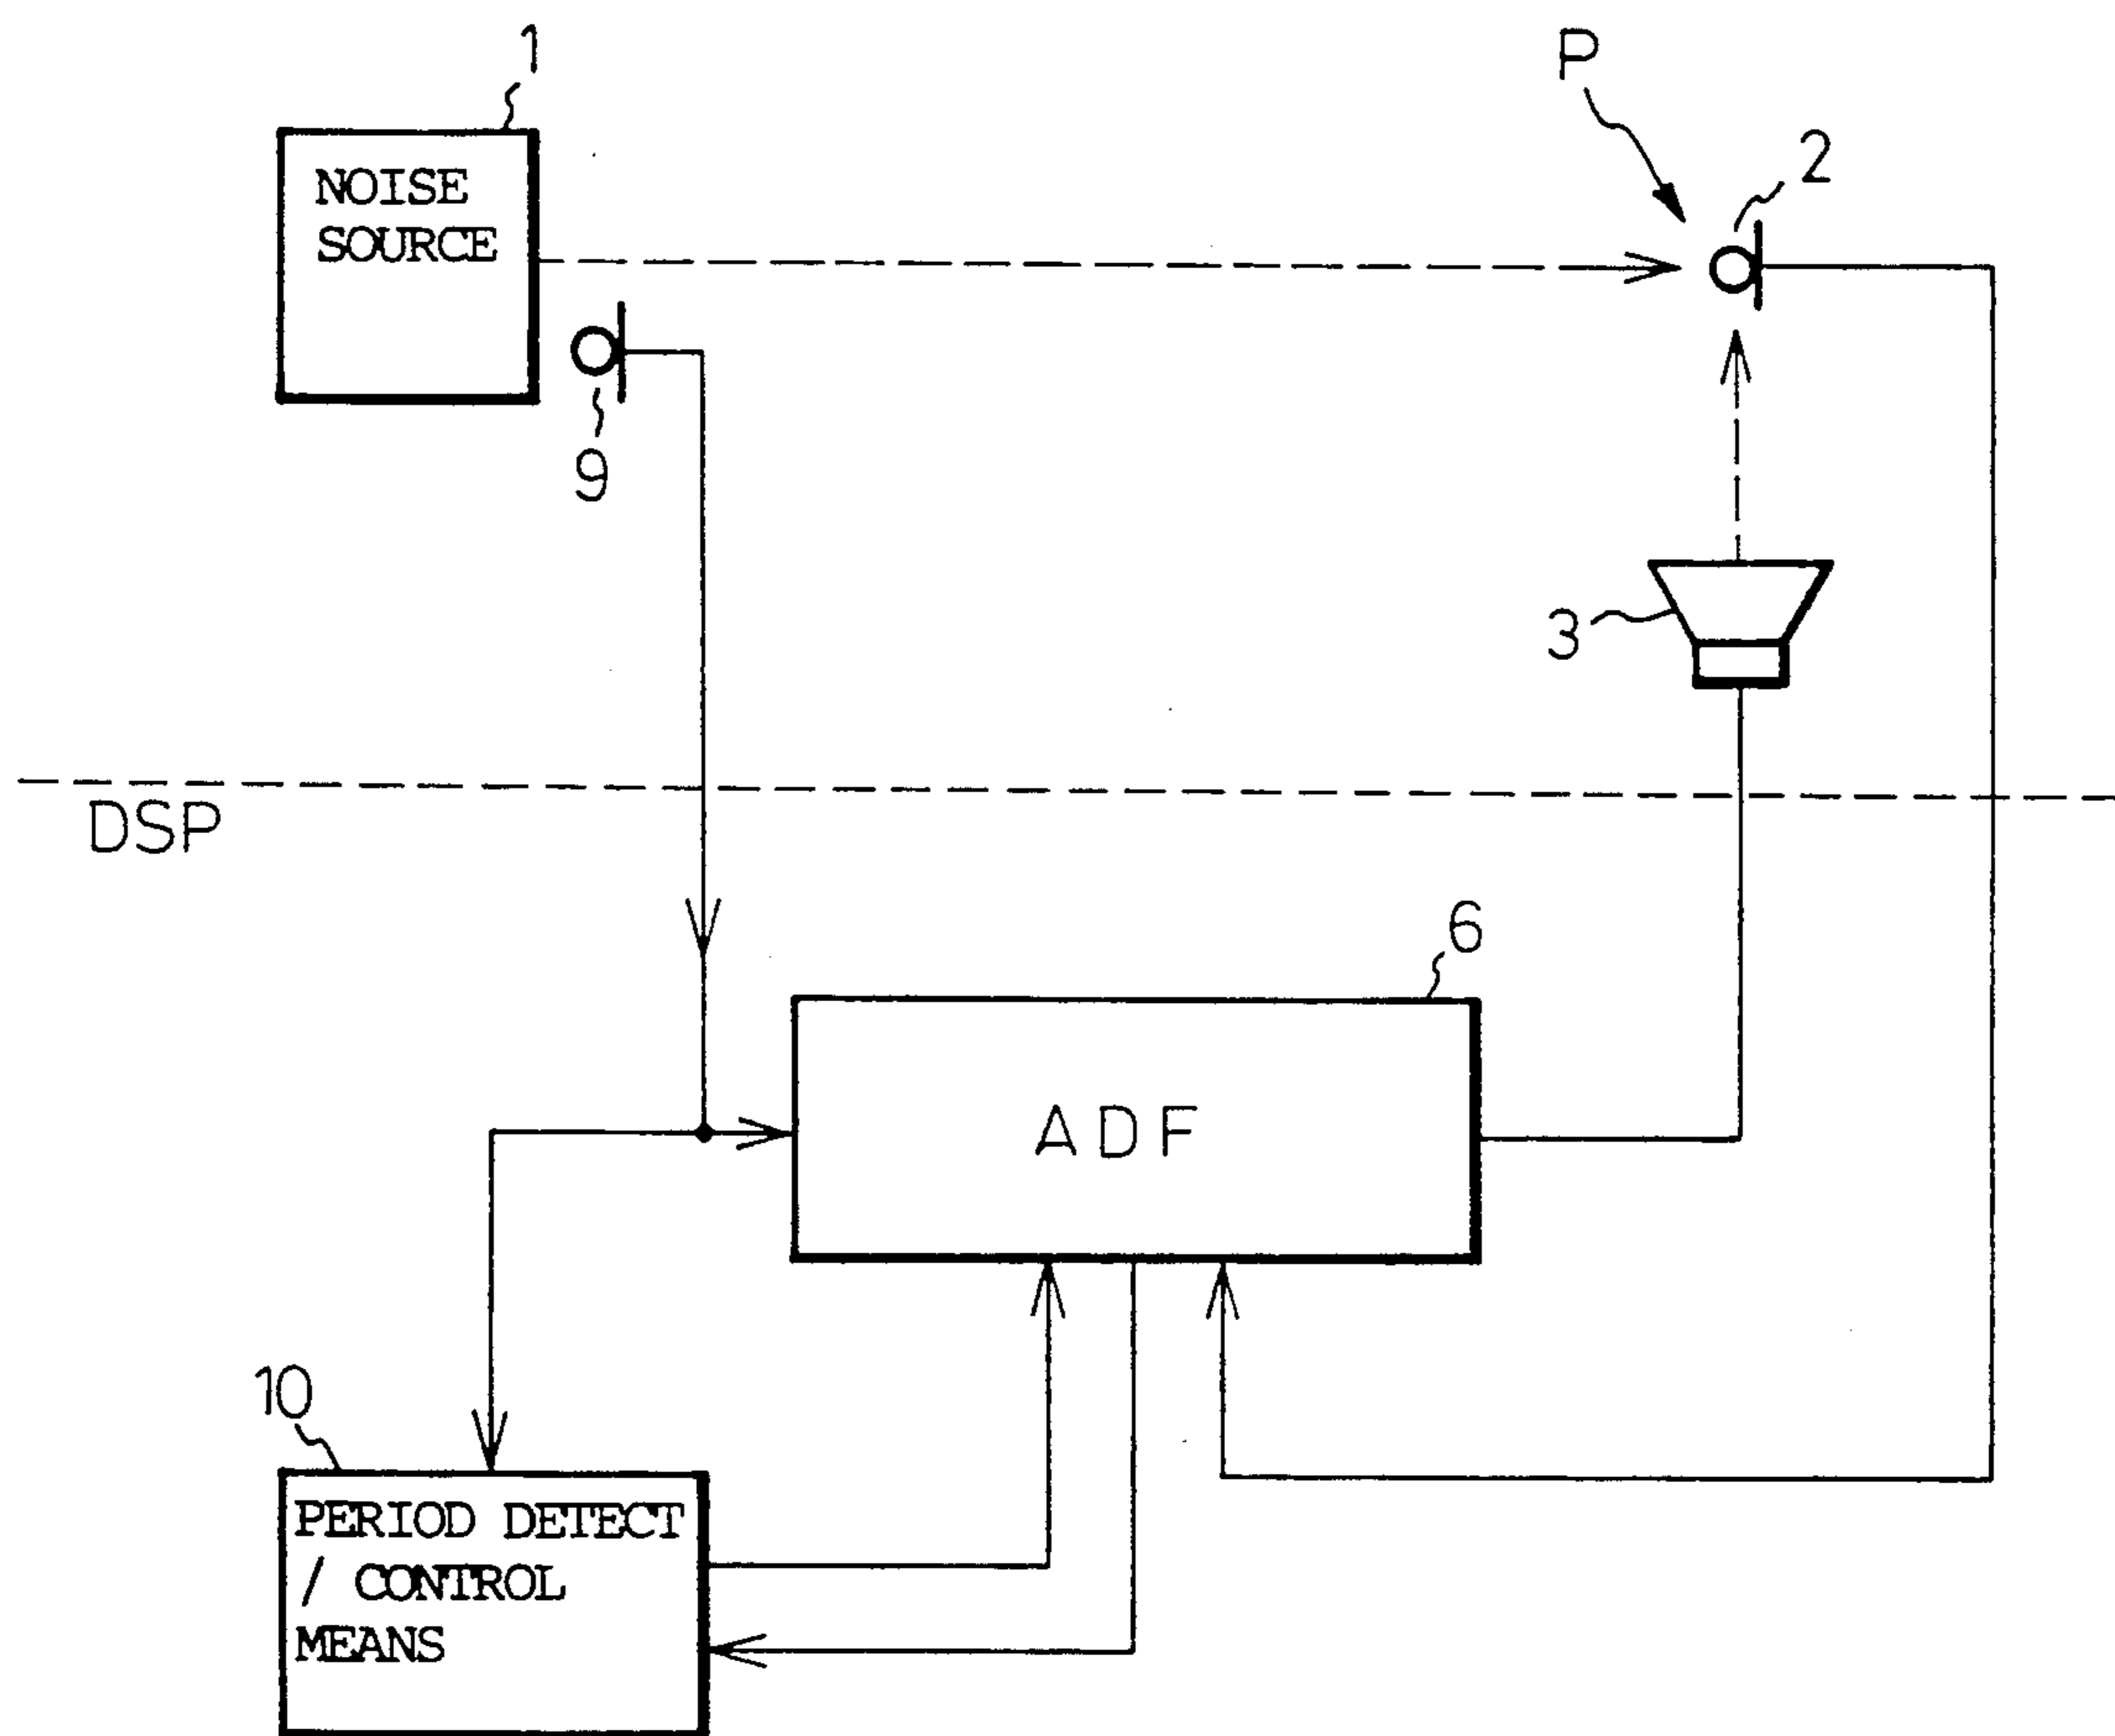 1
P
2
NOISE
SOURCE
9
3
DSP
6
ADF
10
PERIOD DETECT
/ CONTROL
MEANS